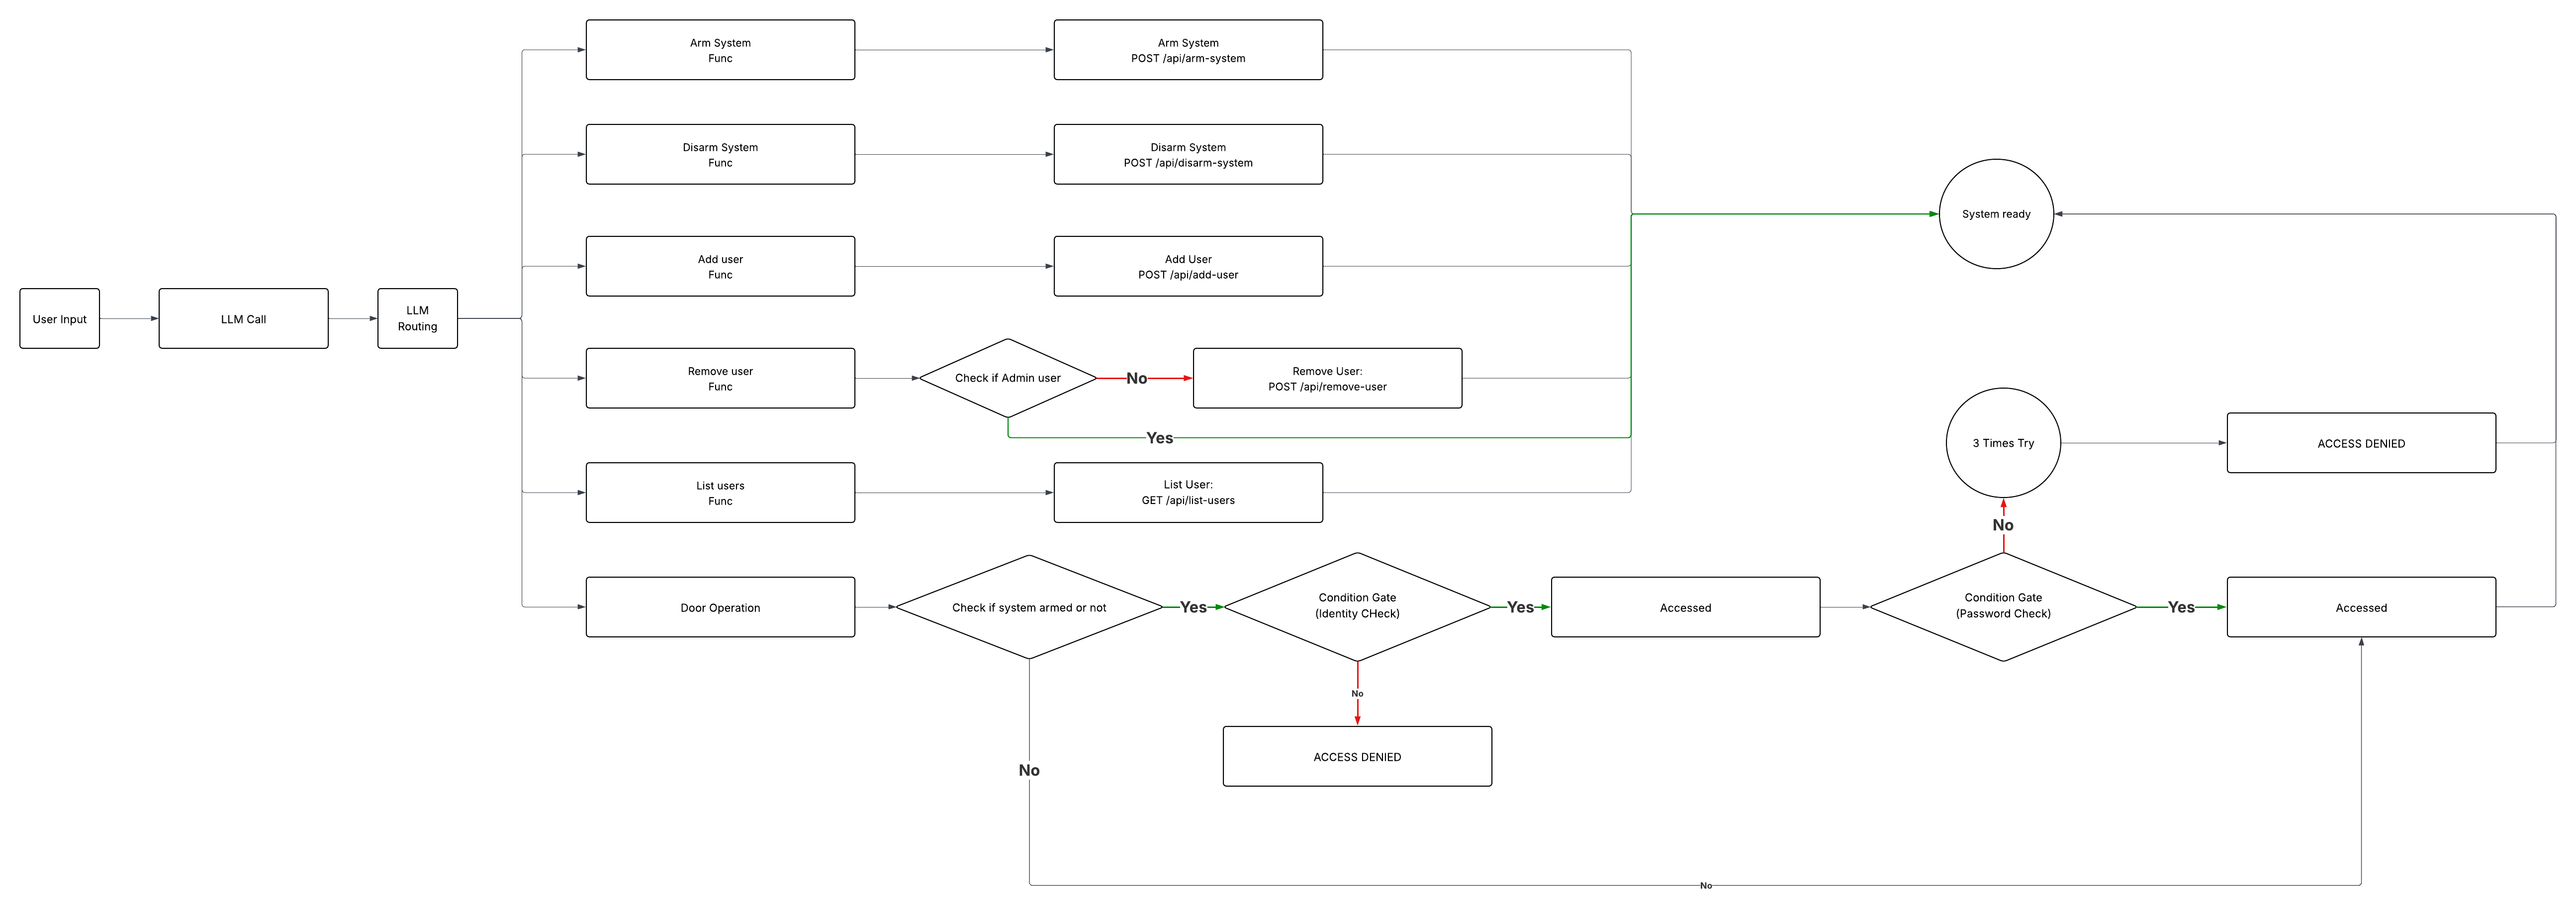 User Input
LLM Call
LLM
Routing
Arm System
Func
Arm System
POST /api/arm-system
Disarm System
Func
Disarm System
POST /api/disarm-system
Add user
Func
Add User
POST /api/add-user
Remove user
Func
Check if Admin user
No
Remove User:
POST /api/remove-user
Yes
List users
Func
List User:
GET /api/list-users
System ready
Door Operation
Check if system armed or not
Yes
Condition Gate
(Identity CHeck)
Yes
Accessed
Condition Gate
(Password Check)
Yes
Accessed
No
3 Times Try
ACCESS DENIED
No
ACCESS DENIED
No
No